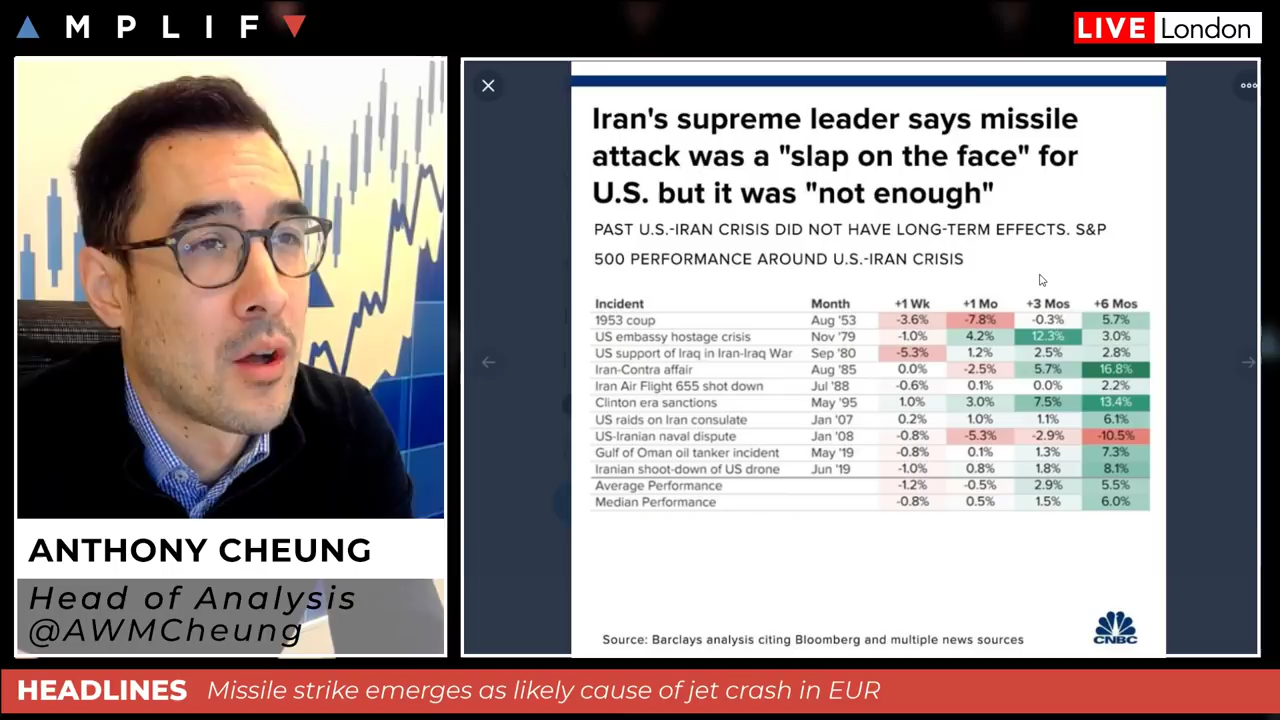 AMPLIFY
LIVE London
Iran's supreme leader says missile
attack was a "slap on the face" for
U.S. but it was "not enough"
PAST U.S.-IRAN CRISIS DID NOT HAVE LONG-TERM EFFECTS. S&P
500 PERFORMANCE AROUND U.S.-IRAN CRISIS
Incident Month +1 Wk +1 Mo +3 Mos +6 Mos
1953 coup Aug '53 -3.6% -7.8% -0.3% 5.7%
US embassy hostage crisis Nov '79 -1.0% 4.2% 12.3% 3.0%
US support of Iraq in Iran-Iraq War Sep '80 -5.3% 1.2% 2.5% 2.8%
Iran-Contra affair Aug '85 0.0% -2.5% 5.7% 16.8%
Iran Air Flight 655 shot down Jul '88 -0.6% 0.1% 0.0% 2.2%
Clinton era sanctions May '95 1.0% 3.0% 7.5% 13.4%
US raids on Iran consulate Jan '07 0.2% 1.0% 1.1% 6.1%
US-Iranian naval dispute Jan '08 -0.8% -5.3% -2.9% -10.5%
Gulf of Oman oil tanker incident May '19 -0.8% 0.1% 1.3% 7.3%
Iranian shoot-down of US drone Jun '19 -1.0% 0.8% 1.8% 8.1%
Average Performance -1.2% -0.5% 2.9% 5.5%
Median Performance -0.8% 0.5% 1.5% 6.0%
Source: Barclays analysis citing Bloomberg and multiple news sources
CNBC
ANTHONY CHEUNG
Head of Analysis
@AWMCheung
HEADLINES Missile strike emerges as likely cause of jet crash in EUR